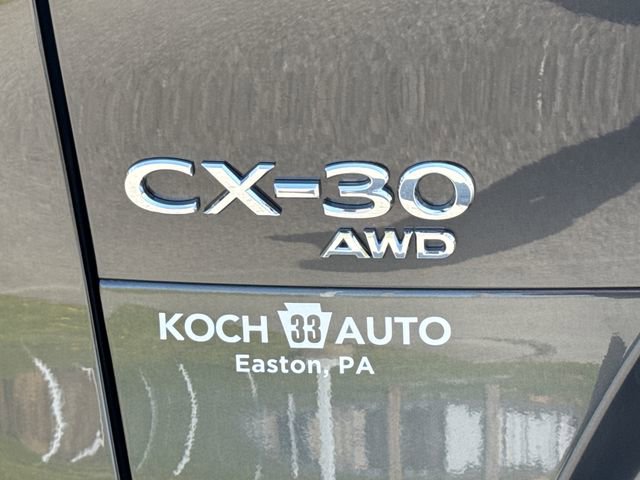 CX-30
AWD
KOCH 33 AUTO
Easton, PA